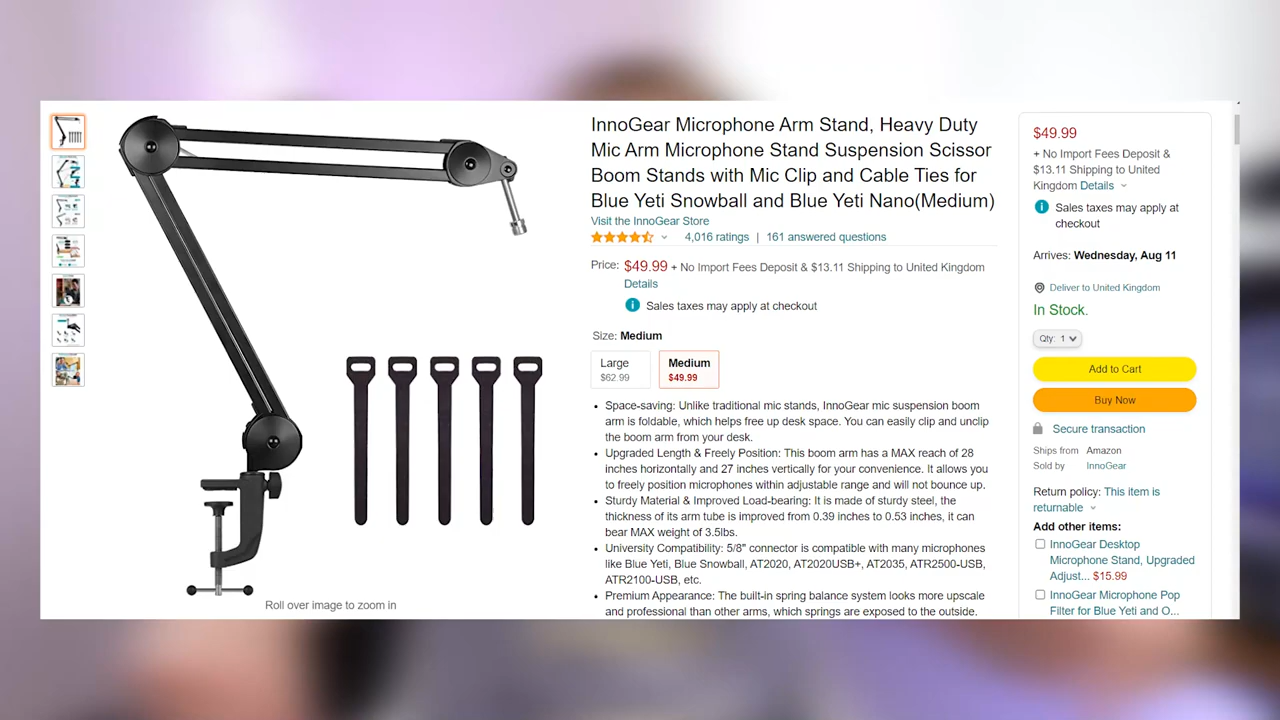 InnoGear Microphone Arm Stand, Heavy Duty
Mic Arm Microphone Stand Suspension Scissor
Boom Stands with Mic Clip and Cable Ties for
Blue Yeti Snowball and Blue Yeti Nano(Medium)
Visit the InnoGear Store
4,016 ratings | 161 answered questions
Price: $49.99 + No Import Fees Deposit & $13.11 Shipping to United Kingdom
Details
Sales taxes may apply at checkout
Size: Medium
Large
$62.99
Medium
$49.99
• Space-saving: Unlike traditional mic stands, InnoGear mic suspension boom
arm is foldable, which helps free up desk space. You can easily clip and unclip
the boom arm from your desk.
• Upgraded Length & Freely Position: This boom arm has a MAX reach of 28
inches horizontally and 27 inches vertically for your convenience. It allows you
to freely position microphones within adjustable range and will not bounce up.
• Sturdy Material & Improved Load-bearing: It is made of sturdy steel, the
thickness of its arm tube is improved from 0.39 inches to 0.53 inches, it can
bear MAX weight of 3.5lbs.
• University Compatibility: 5/8" connector is compatible with many microphones
like Blue Yeti, Blue Snowball, AT2020, AT2020USB+, AT2035, ATR2500-USB,
ATR2100-USB, etc.
• Premium Appearance: The built-in spring balance system looks more upscale
and professional than other arms, which springs are exposed to the outside.
Roll over image to zoom in
$49.99
+ No Import Fees Deposit &
$13.11 Shipping to United
Kingdom Details
Sales taxes may apply at
checkout
Arrives: Wednesday, Aug 11
Deliver to United Kingdom
In Stock.
Qty: 1
Add to Cart
Buy Now
Secure transaction
Ships from Amazon
Sold by InnoGear
Return policy: This item is
returnable
Add other items:
InnoGear Desktop
Microphone Stand, Upgraded
Adjust... $15.99
InnoGear Microphone Pop
Filter for Blue Yeti and O...